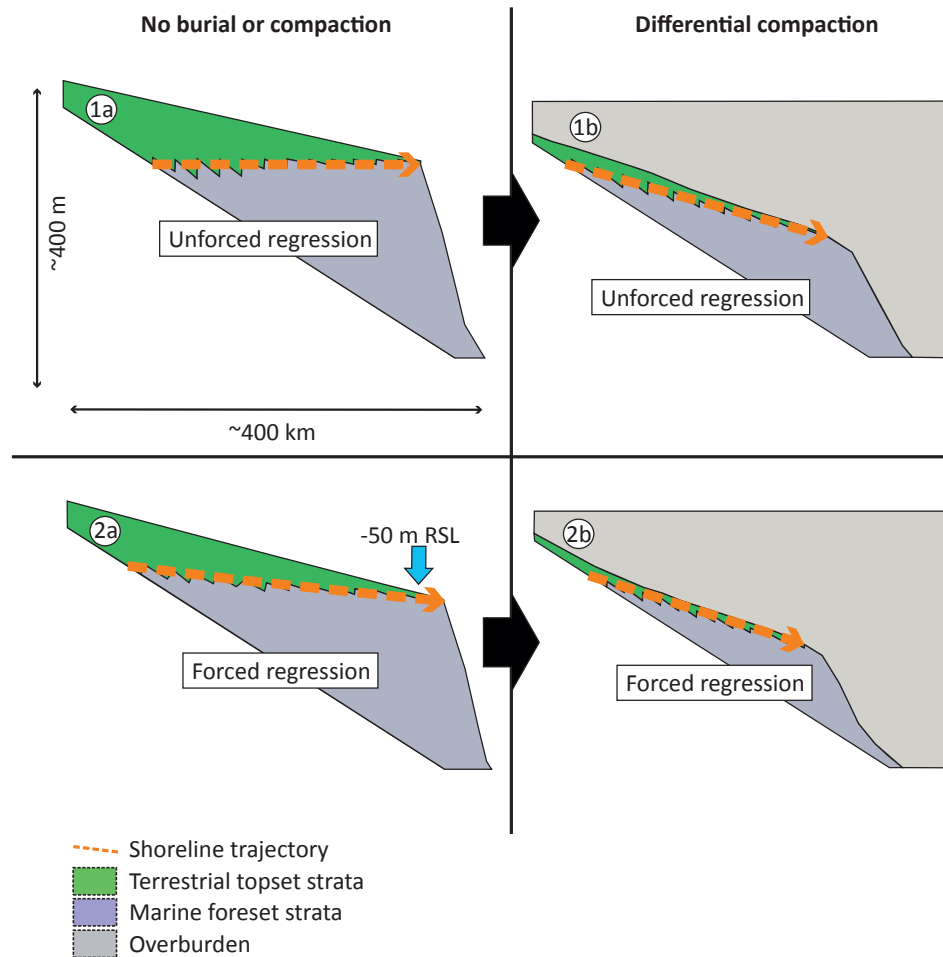 No burial or compaction
Differential compaction
1a
1b
~400 m
Unforced regression
Unforced regression
~400 km
2a
-50 m RSL
2b
Forced regression
Forced regression
Shoreline trajectory
Terrestrial topset strata
Marine foreset strata
Overburden